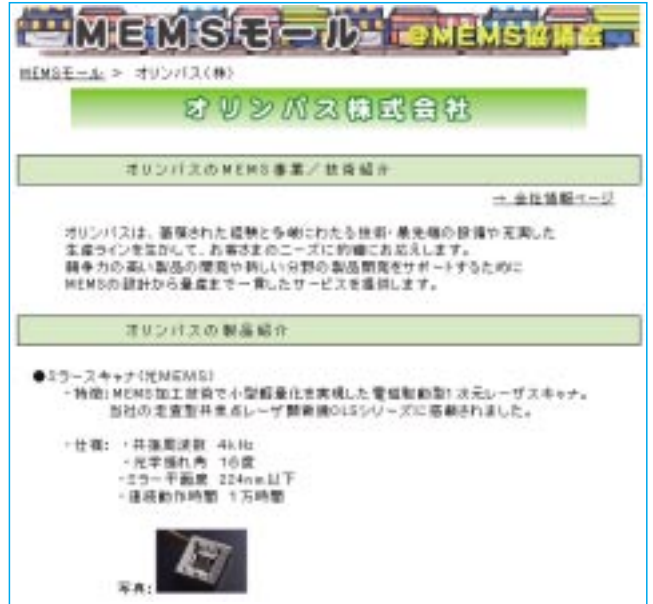 MEMSモール @MEMS協議会
MEMSモール > オリンパス(株)
オリンパス株式会社
オリンパスのMEMS事業/技術紹介
→ 会社情報ページ
オリンパスは、蓄積された経験と多岐にわたる技術・最先端の設備や充実した
生産ラインを生かして、お客さまのニーズに的確にお応えします。
競争力の高い製品の開発や新しい分野の製品開発をサポートするために
MEMSの設計から量産まで一貫したサービスを提供します。
オリンパスの製品紹介
●ミラースキャナ(光MEMS)
・特徴:MEMS加工技術で小型軽量化を実現した電磁駆動型1次元レーザスキャナ。
当社の走査型共焦点レーザ顕微鏡OLSシリーズに搭載されました。
・仕様: ・共振周波数 4kHz
・光学振れ角 16度
・ミラー平面度 224nm以下
・連続動作時間 1万時間
写真: